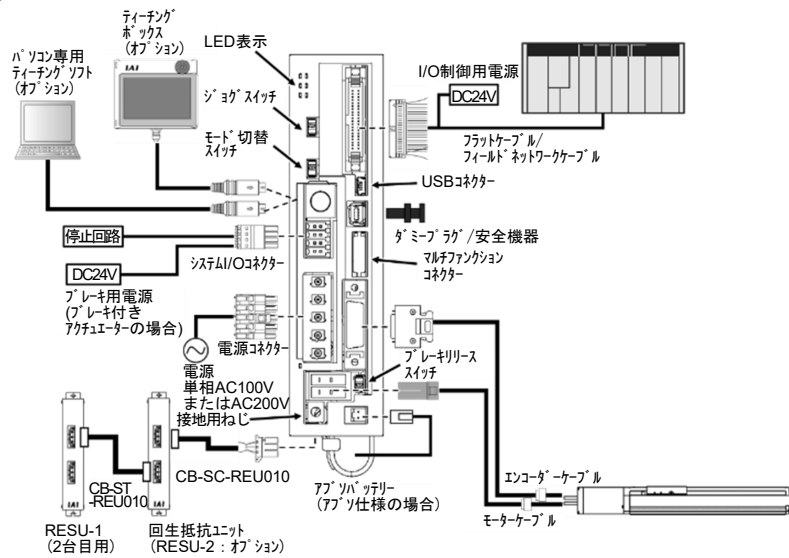 ﾃｨｰﾁﾝｸﾞ
ﾎﾞｯｸｽ
(ｵﾌﾟｼｮﾝ)
ﾊﾟｿｺﾝ専用
ﾃｨｰﾁﾝｸﾞｿﾌﾄ
(ｵﾌﾟｼｮﾝ)
IAI
LED表示
ｼﾞｮｸﾞｽｲｯﾁ
ﾓｰﾄﾞ切替
ｽｲｯﾁ
I/O制御用電源
DC24V
ﾌﾗｯﾄｹｰﾌﾞﾙ/
ﾌｨｰﾙﾄﾞﾈｯﾄﾜｰｸｹｰﾌﾞﾙ
USBｺﾈｸﾀｰ
ﾀﾞﾐｰﾌﾟﾗｸﾞ/安全機器
ﾏﾙﾁﾌｧﾝｸｼｮﾝ
ｺﾈｸﾀｰ
停止回路
DC24V
ｼｽﾃﾑI/Oｺﾈｸﾀｰ
ﾌﾞﾚｰｷ用電源
(ﾌﾞﾚｰｷ付き
ｱｸﾁｭｴｰﾀｰの場合)
電源ｺﾈｸﾀｰ
電源
単相AC100V
またはAC200V
接地用ねじ
ﾌﾞﾚｰｷﾘﾘｰｽ
ｽｲｯﾁ
CB-ST
-REU010
CB-SC-REU010
IAI
IAI
RESU-1
(2台目用)
回生抵抗ﾕﾆｯﾄ
(RESU-2：ｵﾌﾟｼｮﾝ)
ｱﾌﾞｿﾊﾞｯﾃﾘｰ
(ｱﾌﾞｿ仕様の場合)
ｴﾝｺｰﾀﾞｰｹｰﾌﾞﾙ
ﾓｰﾀｰｹｰﾌﾞﾙ